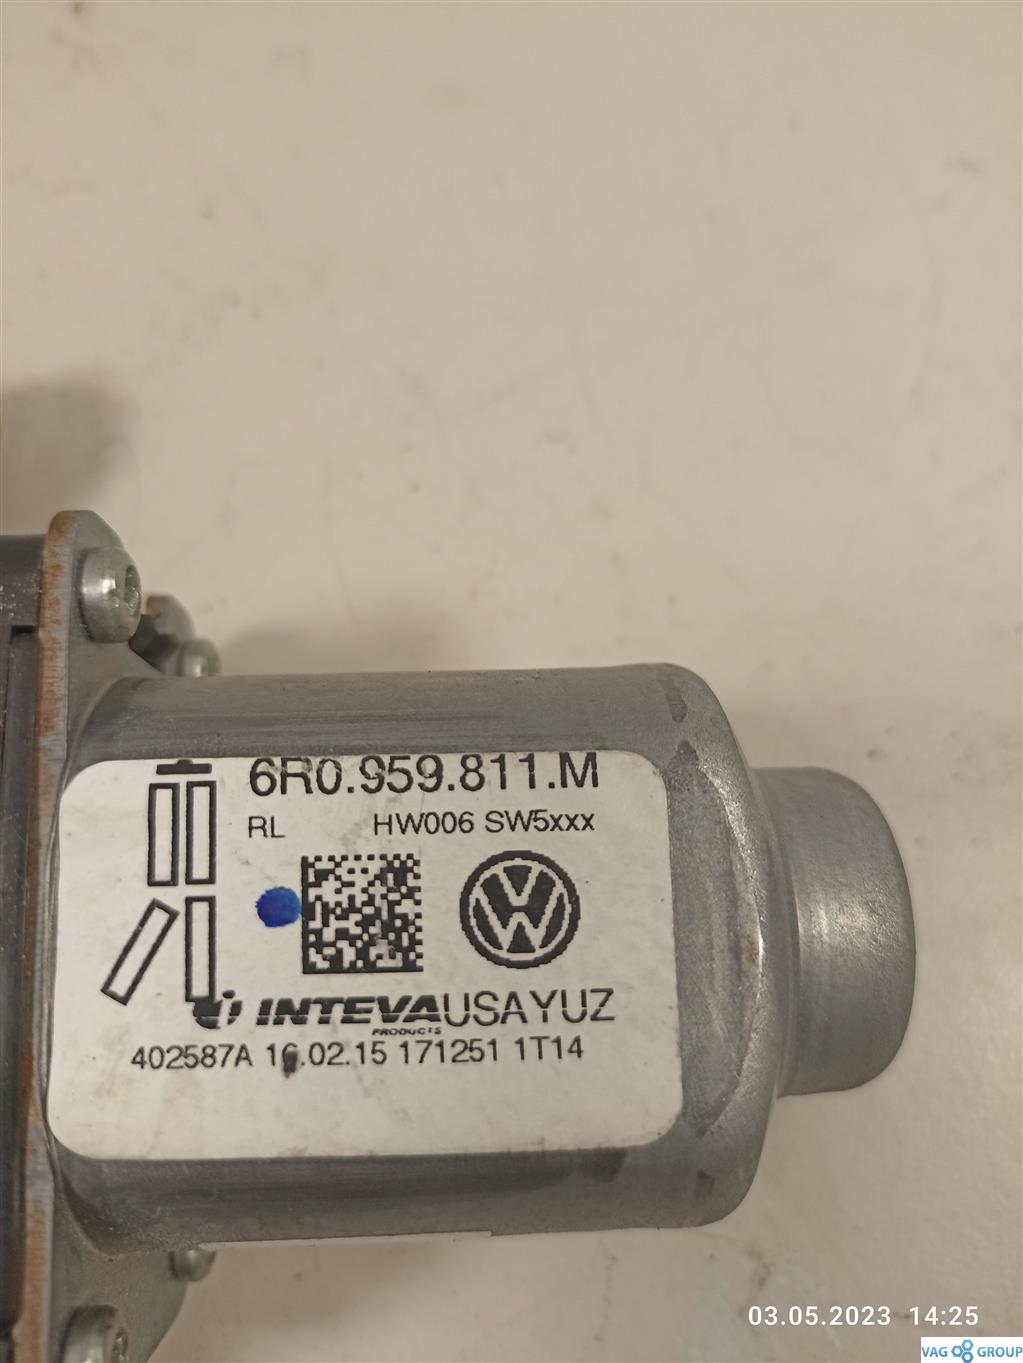 6R0.959.811.M
RL HW006 SW5xxx
INTEVA USAYUZ
PRODUCTS
402587A 16.02.15 171251 1T14
03.05.2023 14:25
VAG GROUP